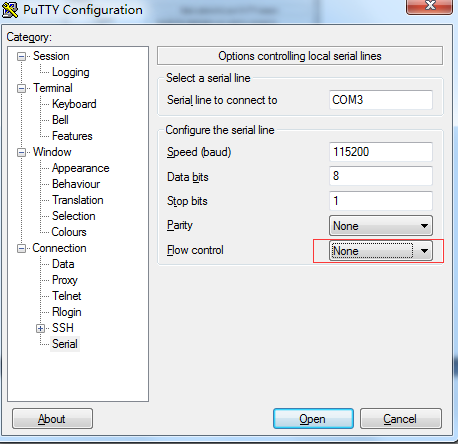 PuTTY Configuration
Category:
Session
Logging
Terminal
Keyboard
Bell
Features
Window
Appearance
Behaviour
Translation
Selection
Colours
Connection
Data
Proxy
Telnet
Rlogin
SSH
Serial
Options controlling local serial lines
Select a serial line
Serial line to connect to COM3
Configure the serial line
Speed (baud) 115200
Data bits 8
Stop bits 1
Parity None
Flow control None
About Open Cancel